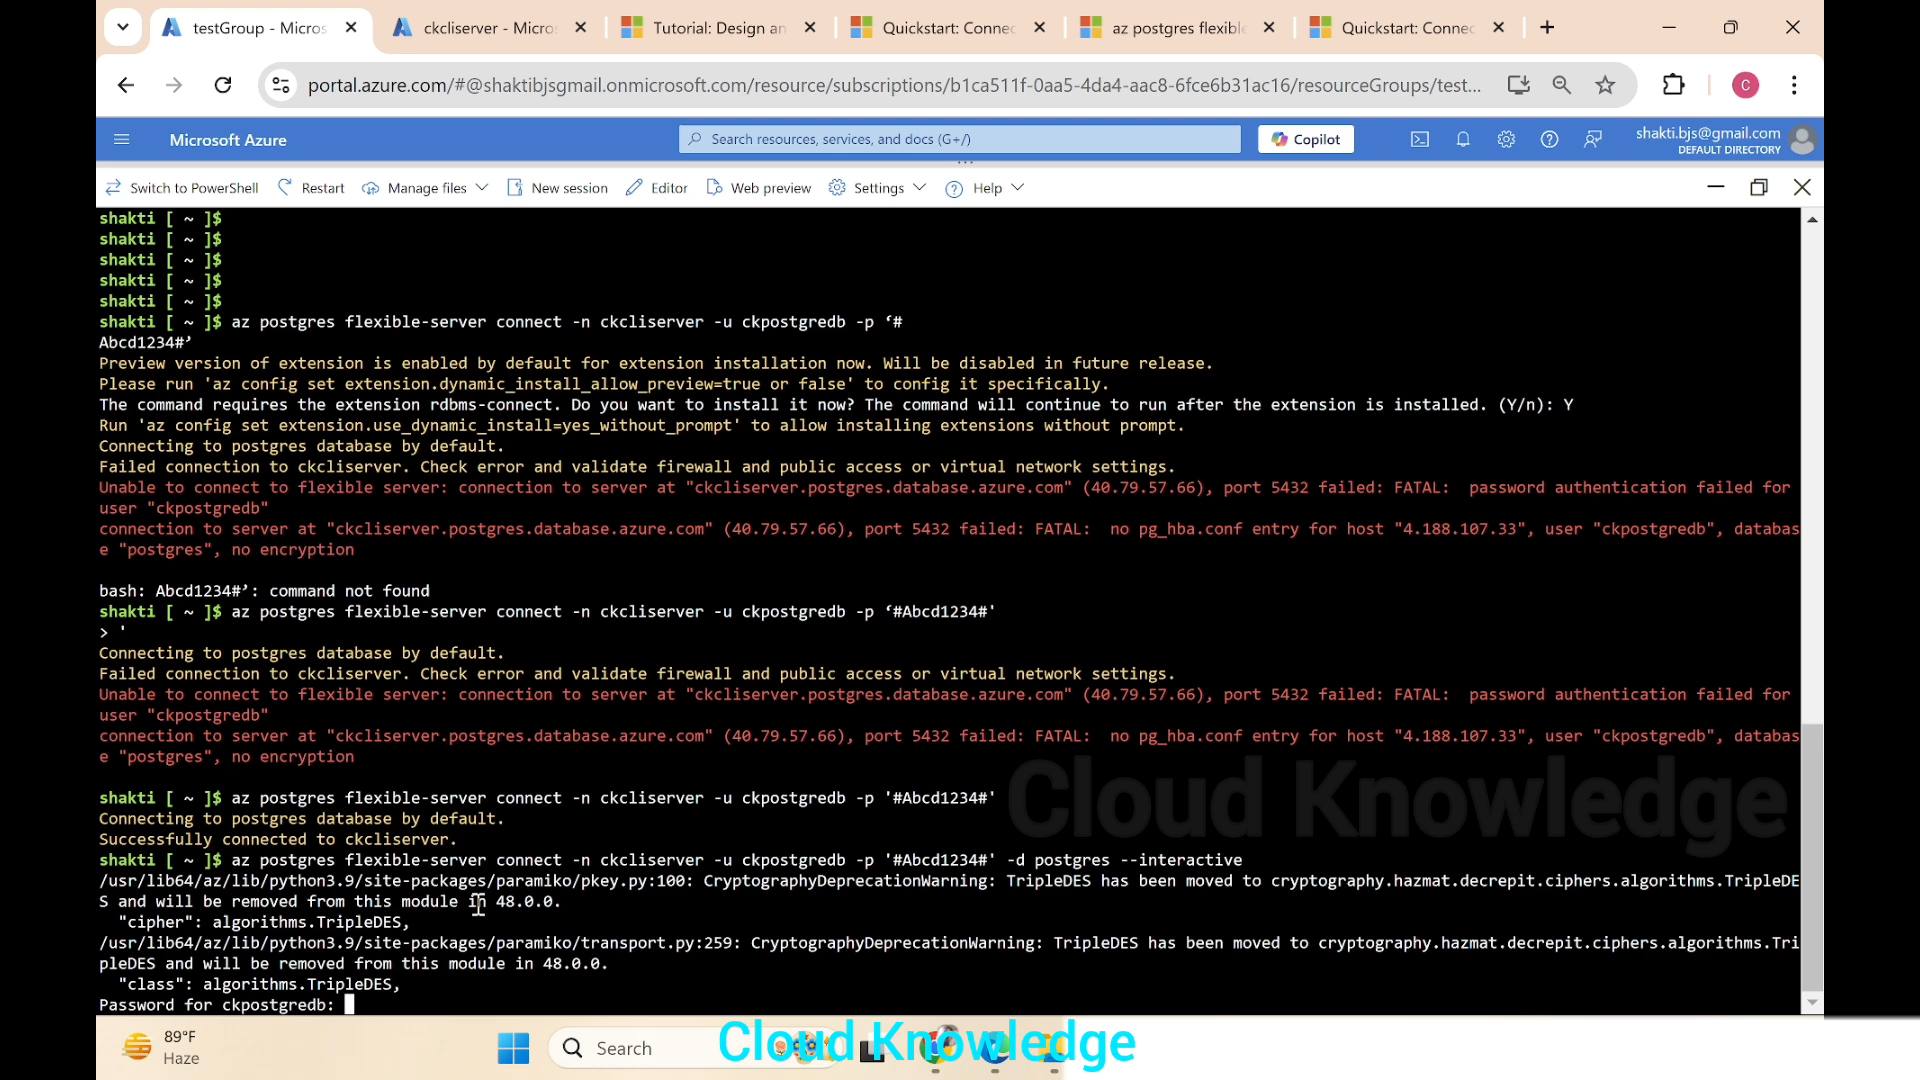 testGroup - Micros
ckcliserver - Micros
Tutorial: Design an
Quickstart: Connec
az postgres flexible
Quickstart: Connec
portal.azure.com/#@shaktibjsgmail.onmicrosoft.com/resource/subscriptions/b1ca511f-0aa5-4da4-aac8-6fce6b31ac16/resourceGroups/test...
C
Microsoft Azure
Search resources, services, and docs (G+/)
Copilot
shakti.bjs@gmail.com
DEFAULT DIRECTORY
Switch to PowerShell
Restart
Manage files
New session
Editor
Web preview
Settings
Help
shakti [ ~ ]$
shakti [ ~ ]$
shakti [ ~ ]$
shakti [ ~ ]$
shakti [ ~ ]$
shakti [ ~ ]$ az postgres flexible-server connect -n ckcliserver -u ckpostgredb -p ‘#
Abcd1234#’
Preview version of extension is enabled by default for extension installation now. Will be disabled in future release.
Please run 'az config set extension.dynamic_install_allow_preview=true or false' to config it specifically.
The command requires the extension rdbms-connect. Do you want to install it now? The command will continue to run after the extension is installed. (Y/n): Y
Run 'az config set extension.use_dynamic_install=yes_without_prompt' to allow installing extensions without prompt.
Connecting to postgres database by default.
Failed connection to ckcliserver. Check error and validate firewall and public access or virtual network settings.
Unable to connect to flexible server: connection to server at "ckcliserver.postgres.database.azure.com" (40.79.57.66), port 5432 failed: FATAL:  password authentication failed for
user "ckpostgredb"
connection to server at "ckcliserver.postgres.database.azure.com" (40.79.57.66), port 5432 failed: FATAL:  no pg_hba.conf entry for host "4.188.107.33", user "ckpostgredb", databas
e "postgres", no encryption
bash: Abcd1234#’: command not found
shakti [ ~ ]$ az postgres flexible-server connect -n ckcliserver -u ckpostgredb -p ‘#Abcd1234#'
> '
Connecting to postgres database by default.
Failed connection to ckcliserver. Check error and validate firewall and public access or virtual network settings.
Unable to connect to flexible server: connection to server at "ckcliserver.postgres.database.azure.com" (40.79.57.66), port 5432 failed: FATAL:  password authentication failed for
user "ckpostgredb"
connection to server at "ckcliserver.postgres.database.azure.com" (40.79.57.66), port 5432 failed: FATAL:  no pg_hba.conf entry for host "4.188.107.33", user "ckpostgredb", databas
e "postgres", no encryption
shakti [ ~ ]$ az postgres flexible-server connect -n ckcliserver -u ckpostgredb -p '#Abcd1234#'
Connecting to postgres database by default.
Successfully connected to ckcliserver.
shakti [ ~ ]$ az postgres flexible-server connect -n ckcliserver -u ckpostgredb -p '#Abcd1234#' -d postgres --interactive
/usr/lib64/az/lib/python3.9/site-packages/paramiko/pkey.py:100: CryptographyDeprecationWarning: TripleDES has been moved to cryptography.hazmat.decrepit.ciphers.algorithms.TripleDE
S and will be removed from this module in 48.0.0.
"cipher": algorithms.TripleDES,
/usr/lib64/az/lib/python3.9/site-packages/paramiko/transport.py:259: CryptographyDeprecationWarning: TripleDES has been moved to cryptography.hazmat.decrepit.ciphers.algorithms.Tri
pleDES and will be removed from this module in 48.0.0.
"class": algorithms.TripleDES,
Password for ckpostgredb:
Cloud Knowledge
89°F
Haze
Search
Cloud Knowledge